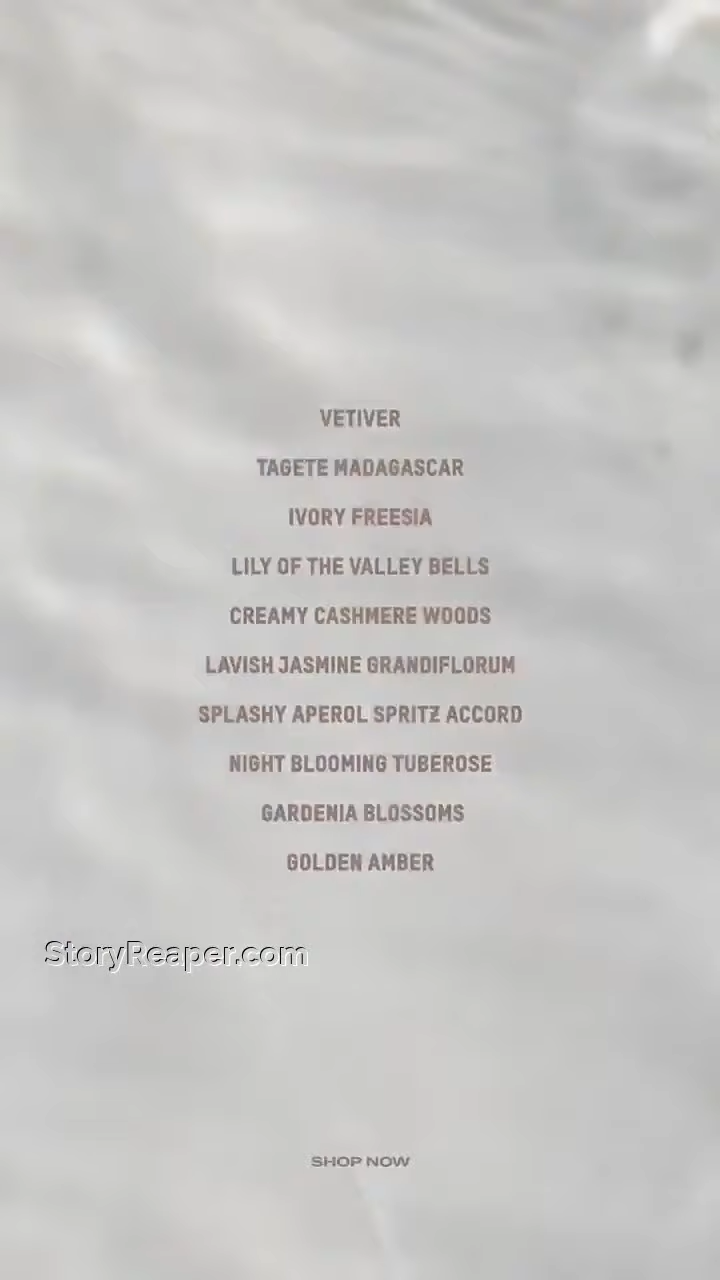 VETIVER
TAGETE MADAGASCAR
IVORY FREESIA
LILY OF THE VALLEY BELLS
CREAMY CASHMERE WOODS
LAVISH JASMINE GRANDIFLORUM
SPLASHY APEROL SPRITZ ACCORD
NIGHT BLOOMING TUBEROSE
GARDENIA BLOSSOMS
GOLDEN AMBER
StoryReaper.com
SHOP NOW